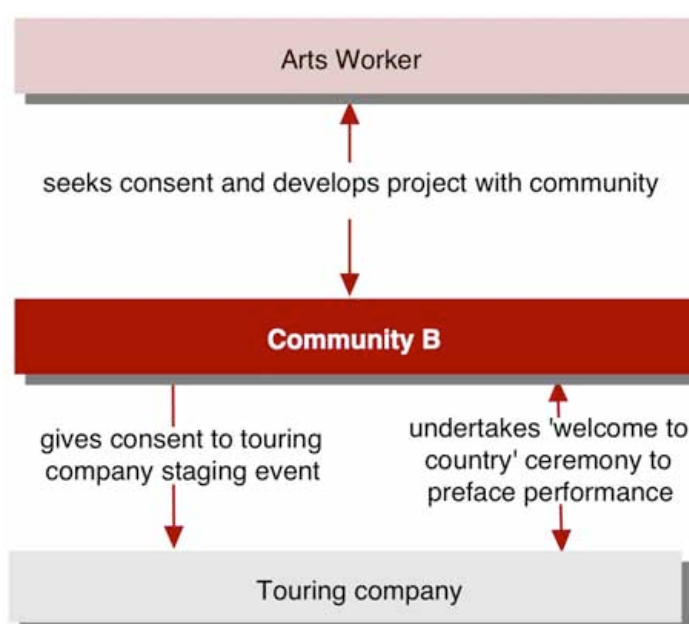 Arts Worker
seeks consent and develops project with community
Community B
gives consent to touring
company staging event
undertakes 'welcome to
country' ceremony to
preface performance
Touring company